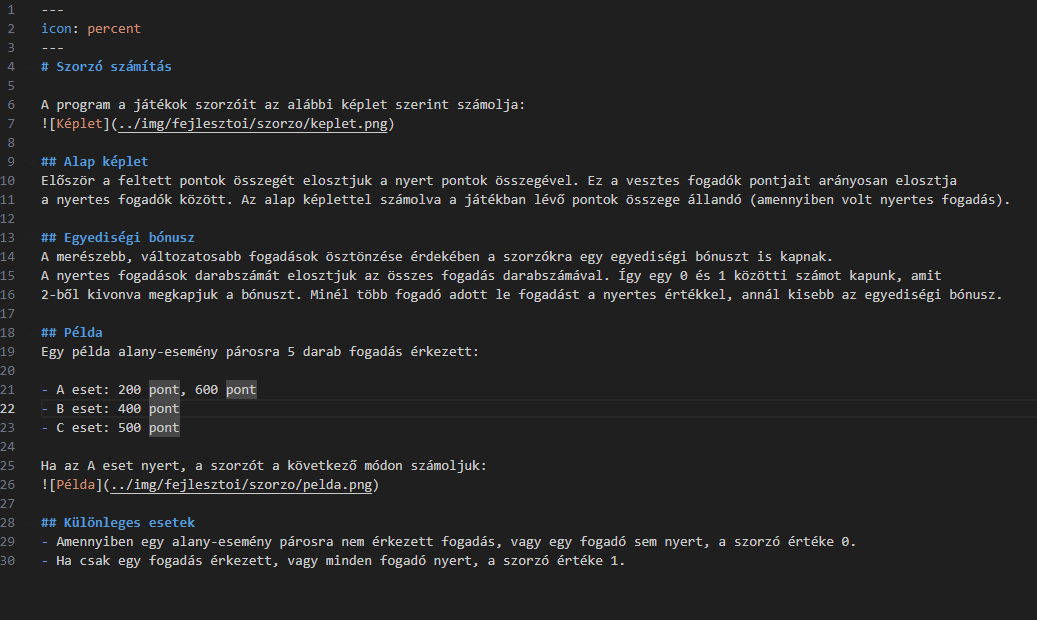 1 ---
2 icon: percent
3 ---
4 # Szorzó számítás
5
6 A program a játékok szorzóit az alábbi képlet szerint számolja:
7 ![Képlet](../img/fejlesztoi/szorzo/keplet.png)
8
9 ## Alap képlet
10 Először a feltett pontok összegét elosztjuk a nyert pontok összegével. Ez a vesztes fogadók pontjait arányosan elosztja
11 a nyertes fogadók között. Az alap képlettel számolva a játékban lévő pontok összege állandó (amennyiben volt nyertes fogadás).
12
13 ## Egyediségi bónusz
14 A merészebb, változatosabb fogadások ösztönzése érdekében a szorzókra egy egyediségi bónuszt is kapnak.
15 A nyertes fogadások darabszámát elosztjuk az összes fogadás darabszámával. Így egy 0 és 1 közötti számot kapunk, amit
16 2-ből kivonva megkapjuk a bónuszt. Minél több fogadó adott le fogadást a nyertes értékkel, annál kisebb az egyediségi bónusz.
17
18 ## Példa
19 Egy példa alany-esemény párosra 5 darab fogadás érkezett:
20
21 - A eset: 200 pont, 600 pont
22 - B eset: 400 pont
23 - C eset: 500 pont
24
25 Ha az A eset nyert, a szorzót a következő módon számoljuk:
26 ![Példa](../img/fejlesztoi/szorzo/pelda.png)
27
28 ## Különleges esetek
29 - Amennyiben egy alany-esemény párosra nem érkezett fogadás, vagy egy fogadó sem nyert, a szorzó értéke 0.
30 - Ha csak egy fogadás érkezett, vagy minden fogadó nyert, a szorzó értéke 1.